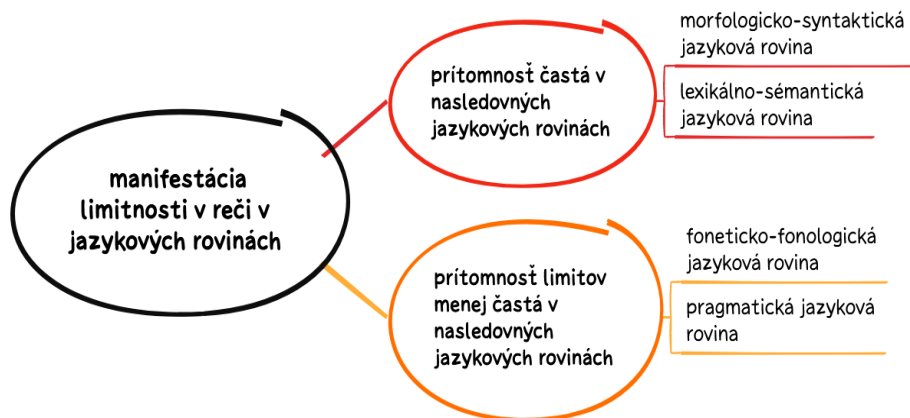 manifestácia
limitnosti v reči v
jazykových rovinách
prítomnosť častá v
nasledovných
jazykových rovinách
morfologicko-syntaktická
jazyková rovina
lexikálno-sémantická
jazyková rovina
prítomnosť limitov
menej častá v
nasledovných
jazykových rovinách
foneticko-fonologická
jazyková rovina
pragmatická jazyková
rovina